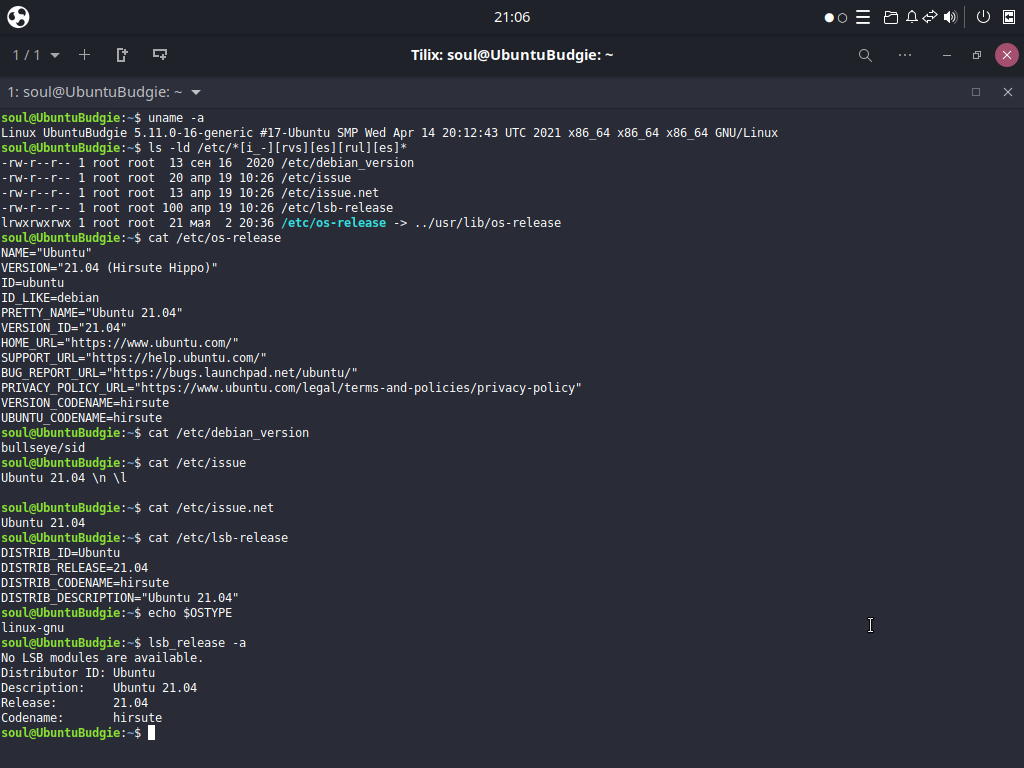 21:06
1 / 1
Tilix: soul@UbuntuBudgie: ~
1: soul@UbuntuBudgie: ~
soul@UbuntuBudgie:~$ uname -a
Linux UbuntuBudgie 5.11.0-16-generic #17-Ubuntu SMP Wed Apr 14 20:12:43 UTC 2021 x86_64 x86_64 x86_64 GNU/Linux
soul@UbuntuBudgie:~$ ls -ld /etc/*[i_-][rvs][es][rul][es]*
-rw-r--r-- 1 root root  13 сен 16  2020 /etc/debian_version
-rw-r--r-- 1 root root  20 апр 19 10:26 /etc/issue
-rw-r--r-- 1 root root  13 апр 19 10:26 /etc/issue.net
-rw-r--r-- 1 root root 100 апр 19 10:26 /etc/lsb-release
lrwxrwxrwx 1 root root  21 мая  2 20:36 /etc/os-release -> ../usr/lib/os-release
soul@UbuntuBudgie:~$ cat /etc/os-release
NAME="Ubuntu"
VERSION="21.04 (Hirsute Hippo)"
ID=ubuntu
ID_LIKE=debian
PRETTY_NAME="Ubuntu 21.04"
VERSION_ID="21.04"
HOME_URL="https://www.ubuntu.com/"
SUPPORT_URL="https://help.ubuntu.com/"
BUG_REPORT_URL="https://bugs.launchpad.net/ubuntu/"
PRIVACY_POLICY_URL="https://www.ubuntu.com/legal/terms-and-policies/privacy-policy"
VERSION_CODENAME=hirsute
UBUNTU_CODENAME=hirsute
soul@UbuntuBudgie:~$ cat /etc/debian_version
bullseye/sid
soul@UbuntuBudgie:~$ cat /etc/issue
Ubuntu 21.04 \n \l
soul@UbuntuBudgie:~$ cat /etc/issue.net
Ubuntu 21.04
soul@UbuntuBudgie:~$ cat /etc/lsb-release
DISTRIB_ID=Ubuntu
DISTRIB_RELEASE=21.04
DISTRIB_CODENAME=hirsute
DISTRIB_DESCRIPTION="Ubuntu 21.04"
soul@UbuntuBudgie:~$ echo $OSTYPE
linux-gnu
soul@UbuntuBudgie:~$ lsb_release -a
No LSB modules are available.
Distributor ID: Ubuntu
Description:    Ubuntu 21.04
Release:        21.04
Codename:       hirsute
soul@UbuntuBudgie:~$